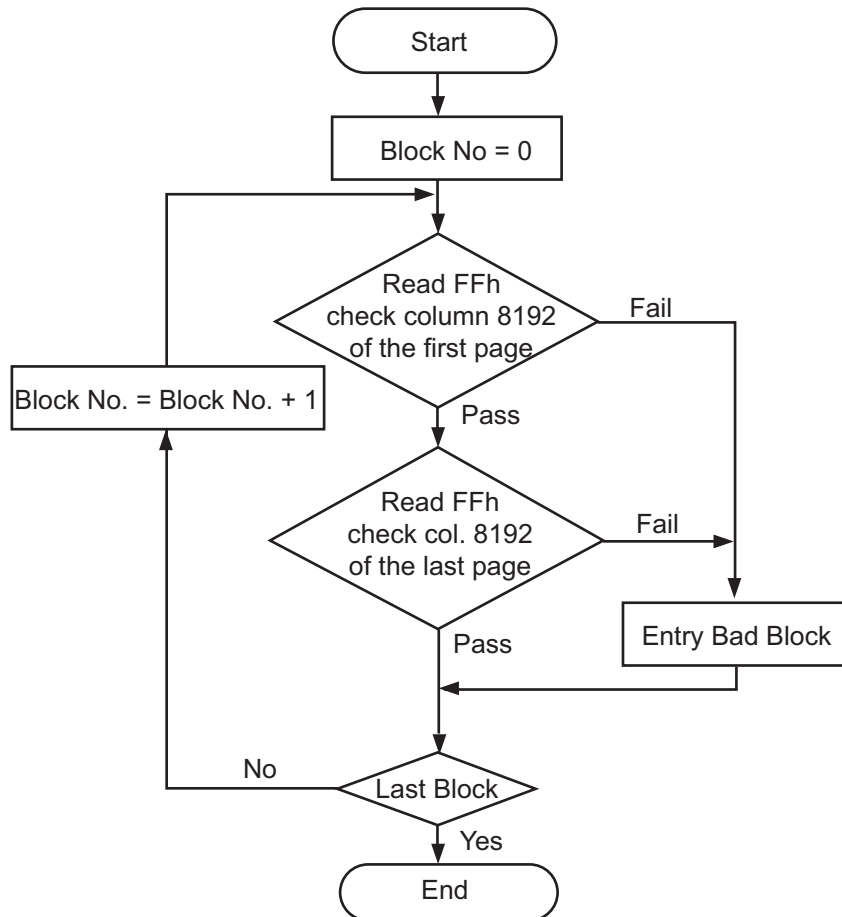 Start
Block No = 0
Read FFh
check column 8192
of the first page
Fail
Block No. = Block No. + 1
Pass
Read FFh
check col. 8192
of the last page
Fail
Entry Bad Block
Pass
No
Last Block
Yes
End